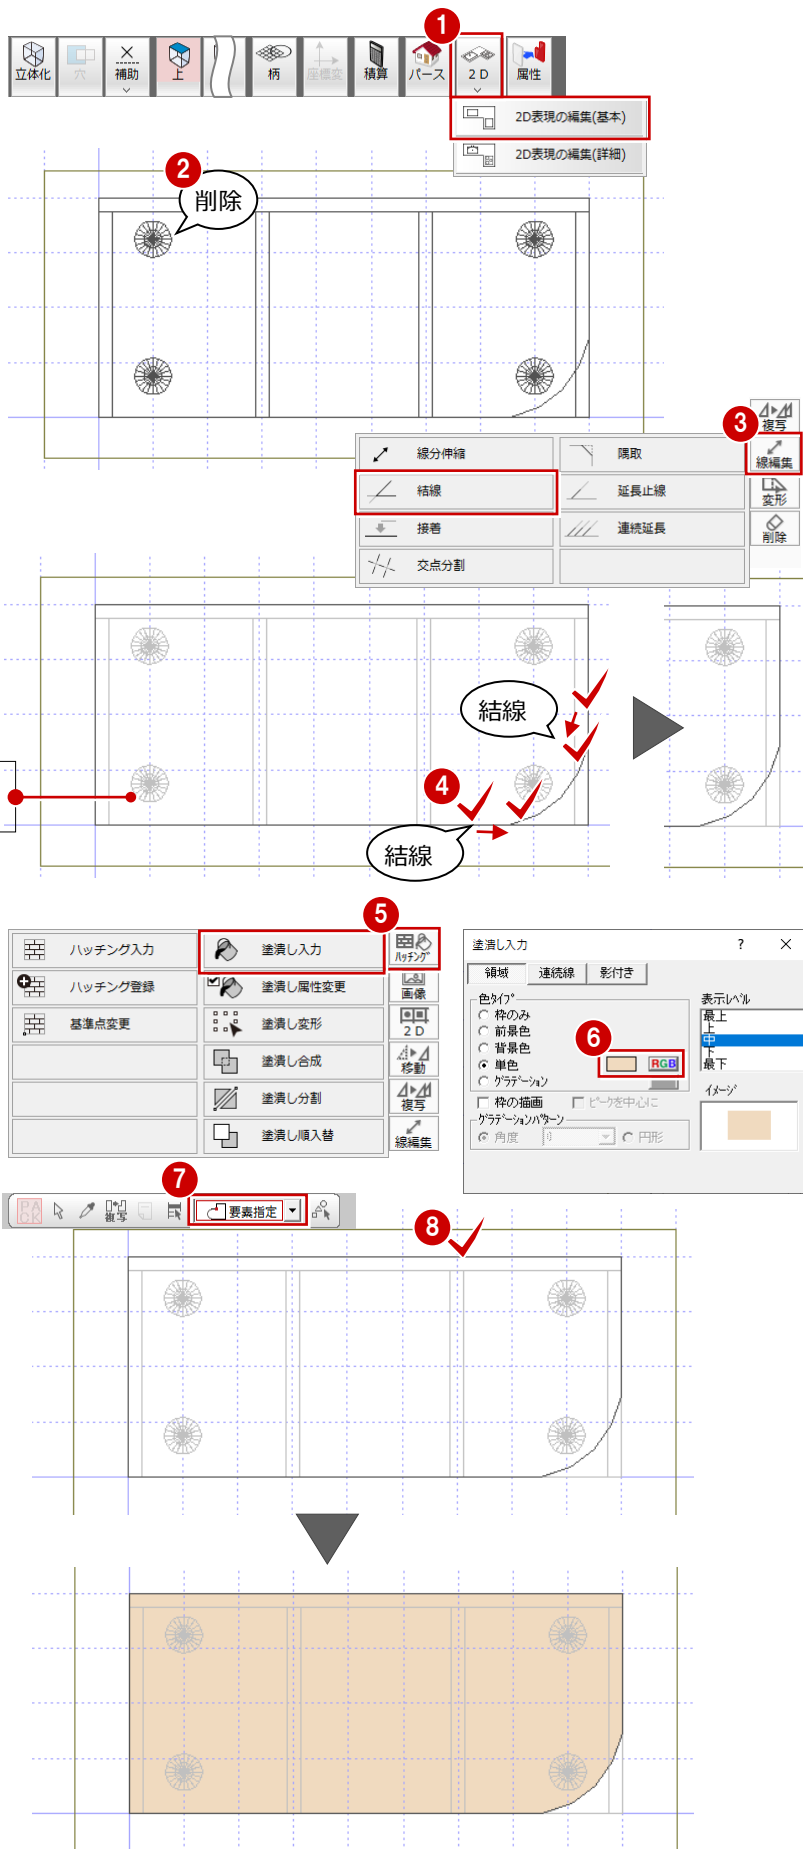 1
立体化
穴
補助
上
柄
座標変
積算
パース
2 D
属性
2D表現の編集(基本)
2D表現の編集(詳細)
2
削除
3
複写
線編集
変形
削除
線分伸縮
隅取
結線
延長止線
接着
連続延長
交点分割
結線
4
結線
5
ハッチング入力
塗潰し入力
ハッチング
ハッチング登録
塗潰し属性変更
画像
基準点変更
塗潰し変形
2 D
塗潰し合成
移動
塗潰し分割
複写
塗潰し順入替
線編集
塗潰し入力
? ×
領域
連続線
影付き
色タイプ
枠のみ
前景色
背景色
単色
グラデーション
6
RGB
表示レベル
最上
上
中
下
最下
枠の描画
ピークを中心に
イメージ
グラデーションパターン
角度
0
円形
7
PACK
複写
要素指定
8